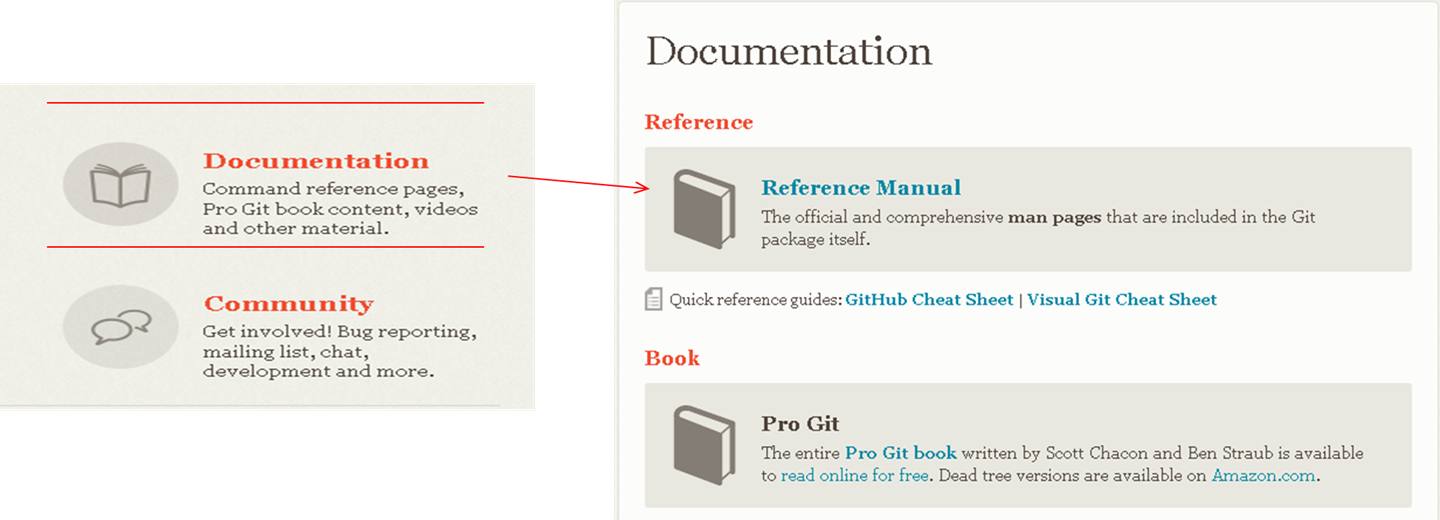 Documentation
Command reference pages,
Pro Git book content, videos
and other material.
Community
Get involved! Bug reporting,
mailing list, chat,
development and more.
Documentation
Reference
Reference Manual
The official and comprehensive man pages that are included in the Git
package itself.
Quick reference guides: GitHub Cheat Sheet | Visual Git Cheat Sheet
Book
Pro Git
The entire Pro Git book written by Scott Chacon and Ben Straub is available
to read online for free. Dead tree versions are available on Amazon.com.